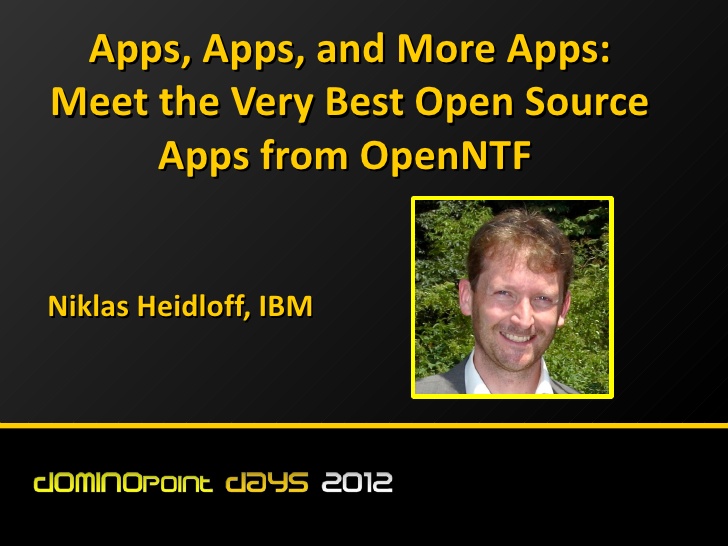 Apps, Apps, and More Apps:
Meet the Very Best Open Source
Apps from OpenNTF
Niklas Heidloff, IBM
dOMINOPOINT dAYS 2012